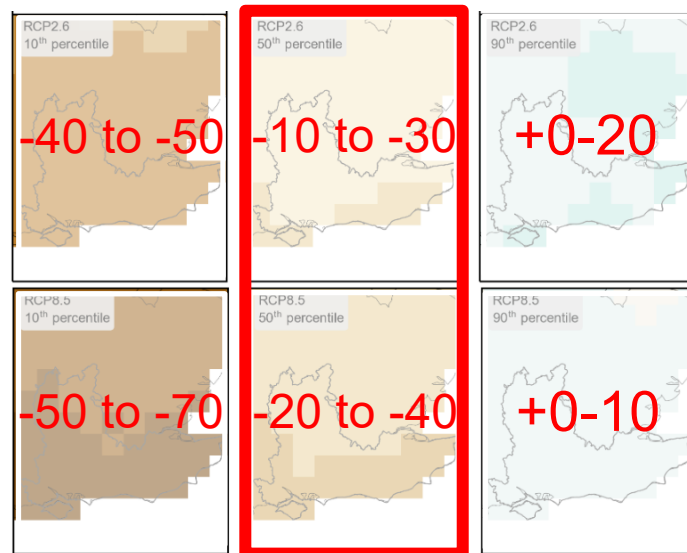 RCP2.6
10th percentile
-40 to -50
RCP2.6
50th percentile
-10 to -30
RCP2.6
90th percentile
+0-20
RCP8.5
10th percentile
-50 to -70
RCP8.5
50th percentile
-20 to -40
RCP8.5
90th percentile
+0-10